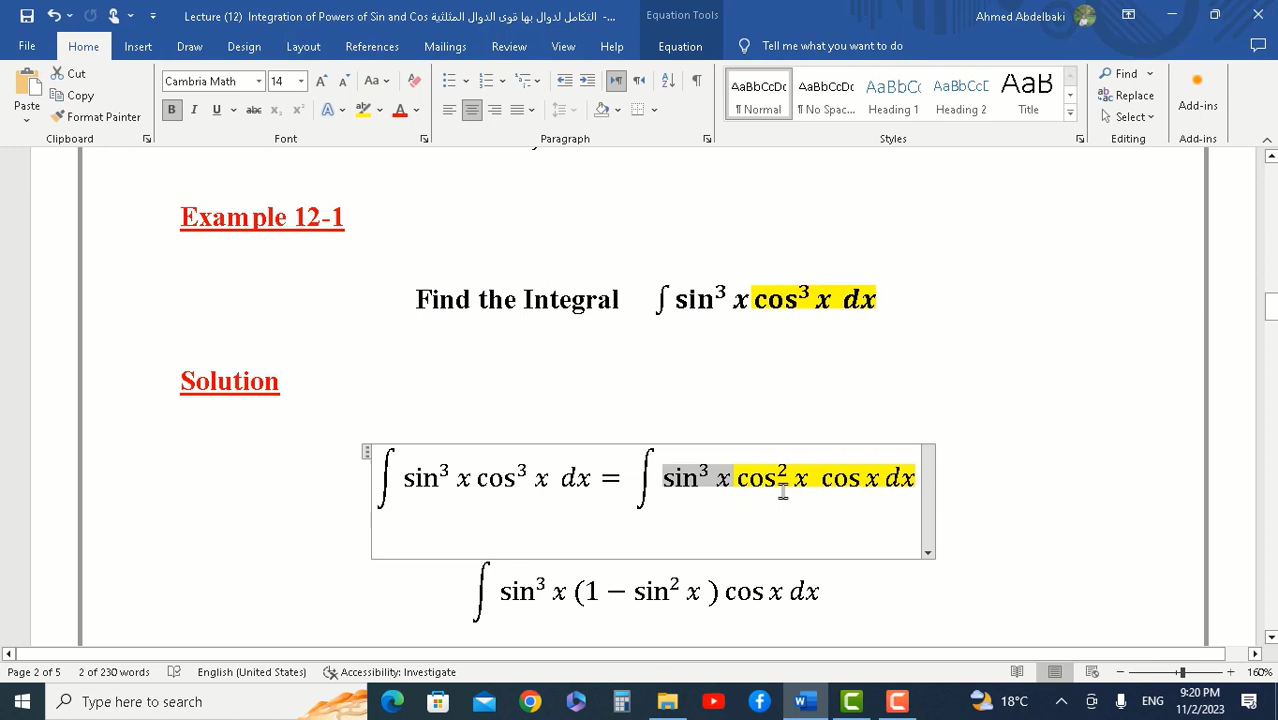 Lecture (12) Integration of Powers of Sin and Cos التكامل لدوال بها قوى الدوال المثلثية -...
Equation Tools
Ahmed Abdelbaki
File Home Insert Draw Design Layout References Mailings Review View Help Equation Tell me what you want to do
Paste
Cut
Copy
Format Painter
Clipboard
Cambria Math 14
Font
Paragraph
AaBbCcDc AaBbCcDc AaBbC( AaBbCcD AaB
¶ Normal ¶ No Spac... Heading 1 Heading 2 Title
Styles
Find
Replace
Select
Editing
Add-ins
Add-ins
Example 12-1
Find the Integral ∫ sin³ x cos³ x dx
Solution
∫ sin³ x cos³ x dx = ∫ sin³ x cos² x cos x dx
∫ sin³ x (1 − sin² x ) cos x dx
Page 2 of 5 2 of 230 words English (United States) Accessibility: Investigate 160%
Type here to search
18°C ENG
9:20 PM
11/2/2023